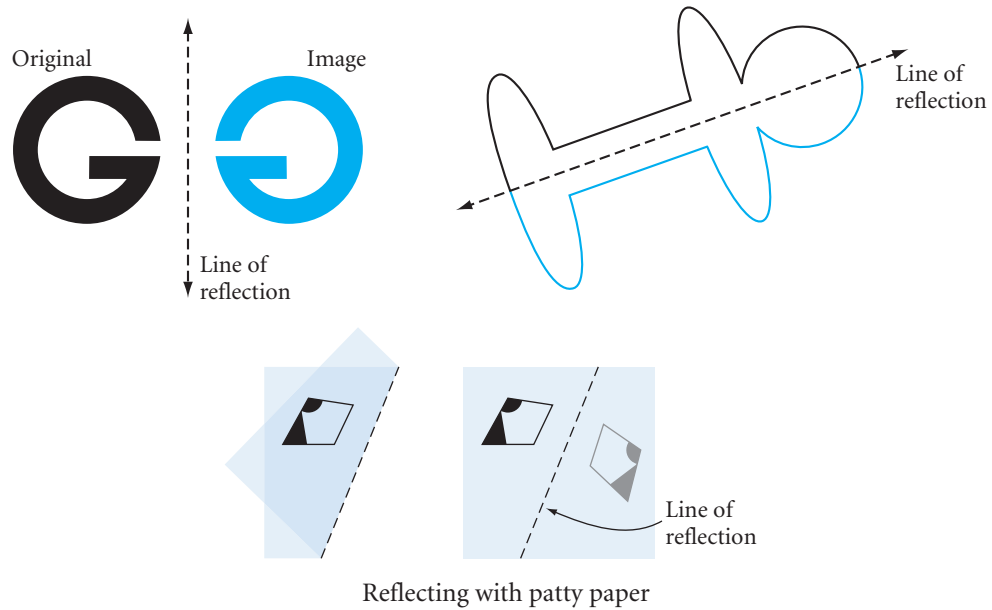 Original
Image
Line of
reflection
Line of
reflection
Line of
reflection
Reflecting with patty paper